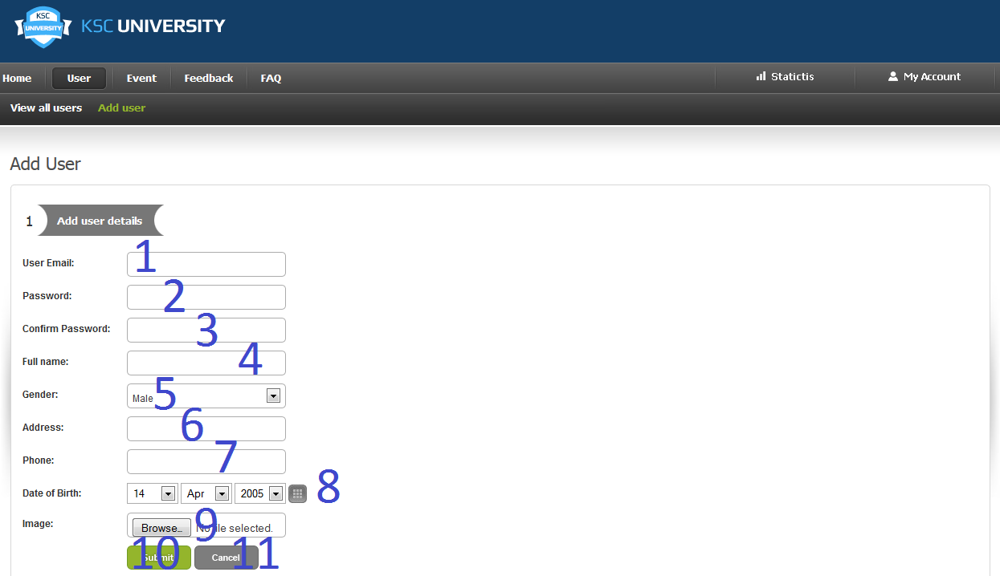 KSC
UNIVERSITY
KSC UNIVERSITY
Home User Event Feedback FAQ Statictis My Account
View all users Add user
Add User
1 Add user details
1
User Email:
2
Password:
3
Confirm Password:
4
Full name:
5
Gender: Male
6
Address:
7
Phone:
8
Date of Birth: 14 Apr 2005
9
Image: Browse... No file selected.
10 11
Submit Cancel